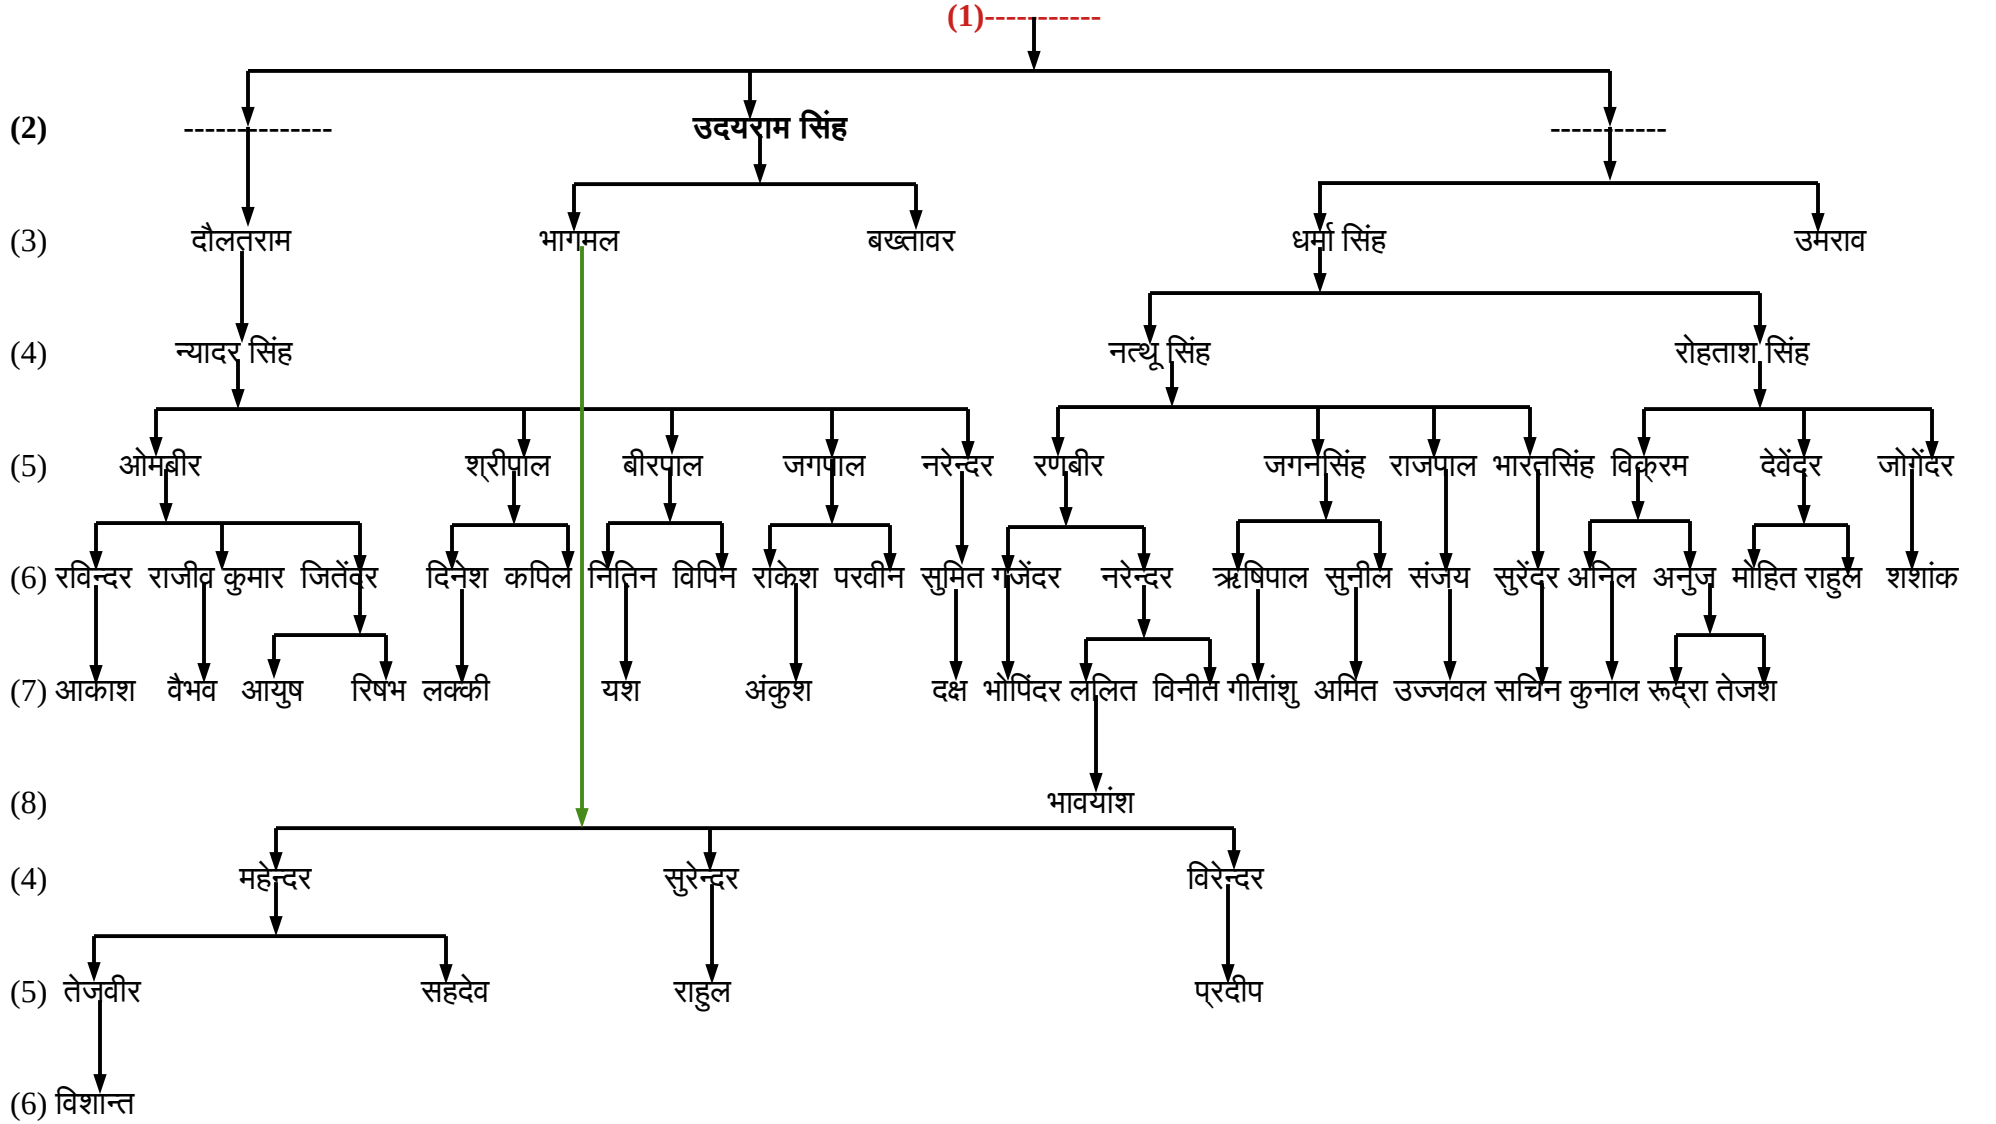 (1)-----------
(2) -------------- उदयराम सिंह -----------
(3) दौलतराम भागमल बख्तावर धर्मा सिंह उमराव
(4) न्यादर सिंह नत्थू सिंह रोहताश सिंह
(5) ओमबीर श्रीपाल बीरपाल जगपाल नरेन्दर रणबीर जगनसिंह राजपाल भारतसिंह विक्रम देवेंदर जोगेंदर
(6) रविन्दर राजीव कुमार जितेंदर दिनेश कपिल नितिन विपिन राकेश परवीन सुमित गजेंदर नरेन्दर ऋषिपाल सुनील संजय सुरेंदर अनिल अनुज मोहित राहुल शशांक
(7) आकाश वैभव आयुष रिषभ लक्की यश अंकुश दक्ष भोपिंदर ललित विनीत गीतांशु अमित उज्जवल सचिन कुनाल रूद्रा तेजश
(8) भावयांश
(4) महेन्दर सुरेन्दर विरेन्दर
(5) तेजवीर सहदेव राहुल प्रदीप
(6) विशान्त